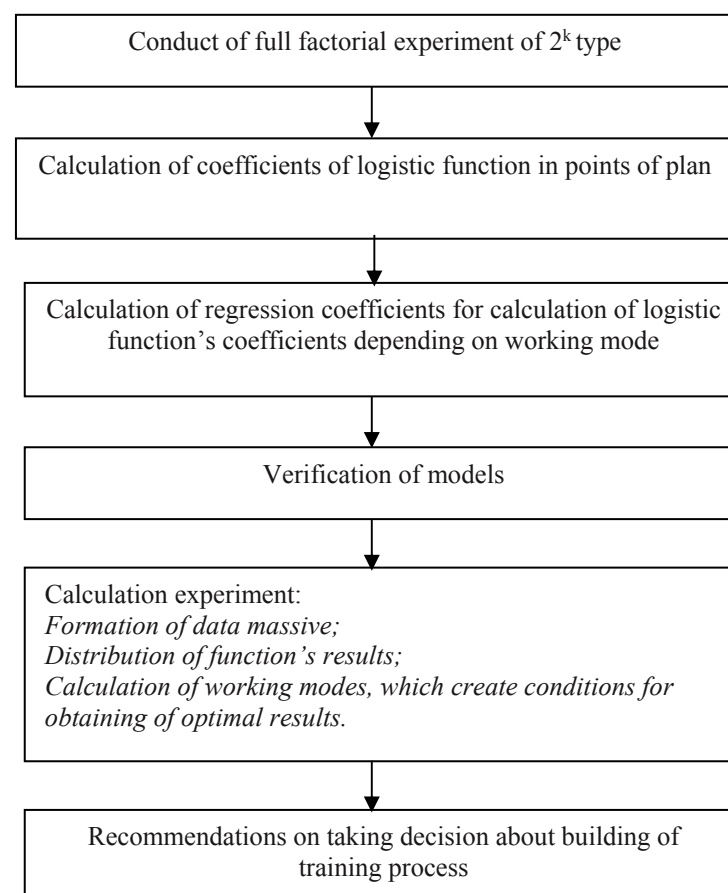 Conduct of full factorial experiment of 2ᵏ type
Calculation of coefficients of logistic function in points of plan
Calculation of regression coefficients for calculation of logistic
function’s coefficients depending on working mode
Verification of models
Calculation experiment:
Formation of data massive;
Distribution of function’s results;
Calculation of working modes, which create conditions for
obtaining of optimal results.
Recommendations on taking decision about building of
training process